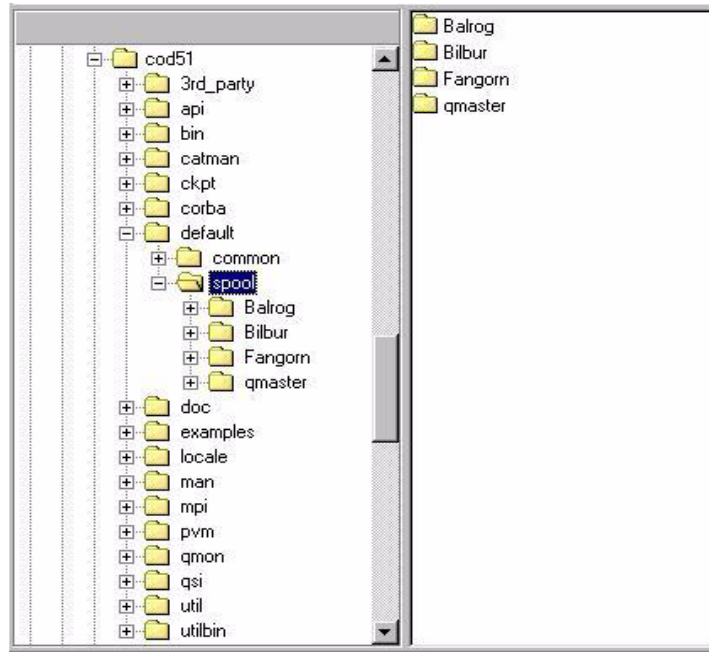 cod51
3rd_party
api
bin
catman
ckpt
corba
default
common
spool
Balrog
Bilbur
Fangorn
qmaster
doc
examples
locale
man
mpi
pvm
qmon
qsi
util
utilbin
Balrog
Bilbur
Fangorn
qmaster